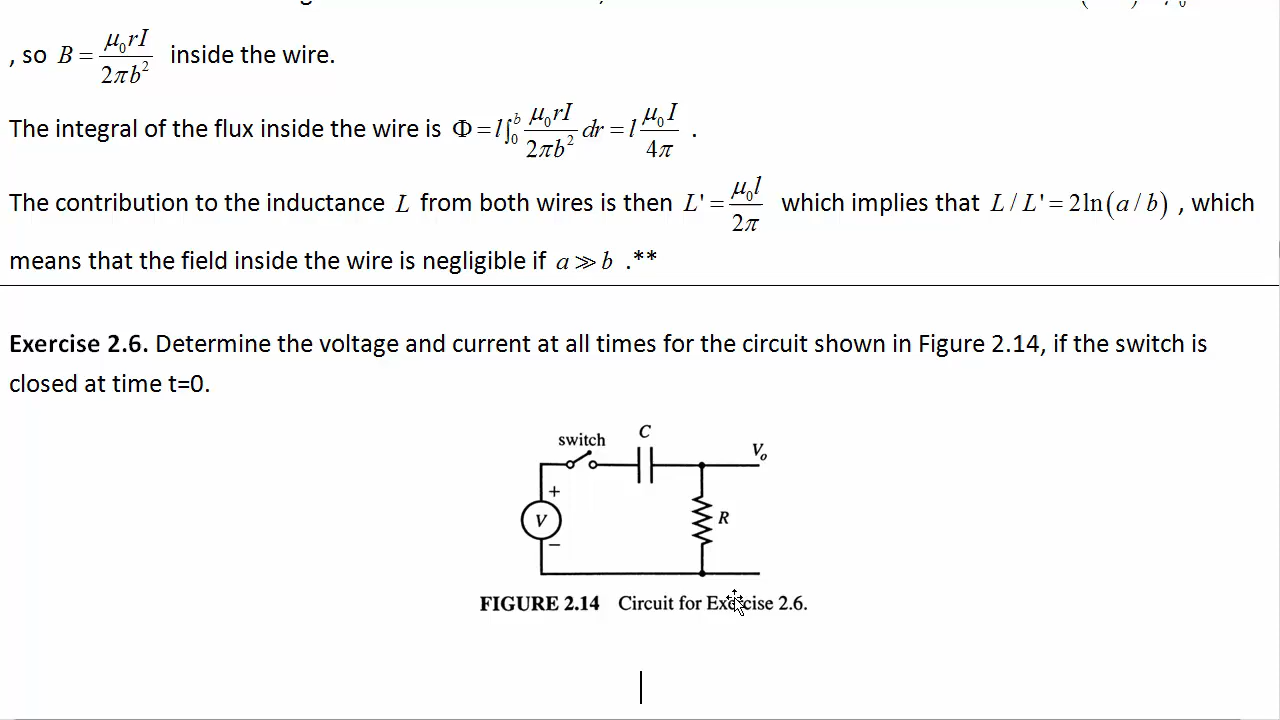 , so B = μ₀rI / 2πb² inside the wire.
The integral of the flux inside the wire is Φ = l∫₀ᵇ μ₀rI / 2πb² dr = l μ₀I / 4π .
The contribution to the inductance L from both wires is then L' = μ₀l / 2π which implies that L / L' = 2ln(a / b) , which
means that the field inside the wire is negligible if a ≫ b .**
Exercise 2.6. Determine the voltage and current at all times for the circuit shown in Figure 2.14, if the switch is
closed at time t=0.
switch
C
Vₒ
+
V
−
R
FIGURE 2.14 Circuit for Exercise 2.6.